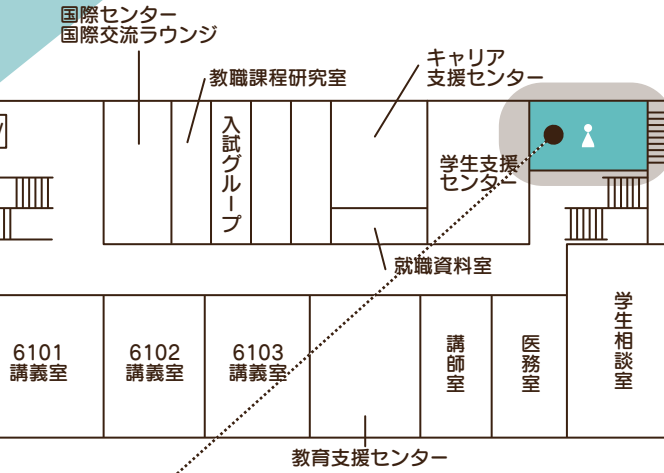 国際センター
国際交流ラウンジ
教職課程研究室
キャリア
支援センター
入試グループ
学生支援
センター
就職資料室
6101
講義室
6102
講義室
6103
講義室
講師室
医務室
学生相談室
教育支援センター